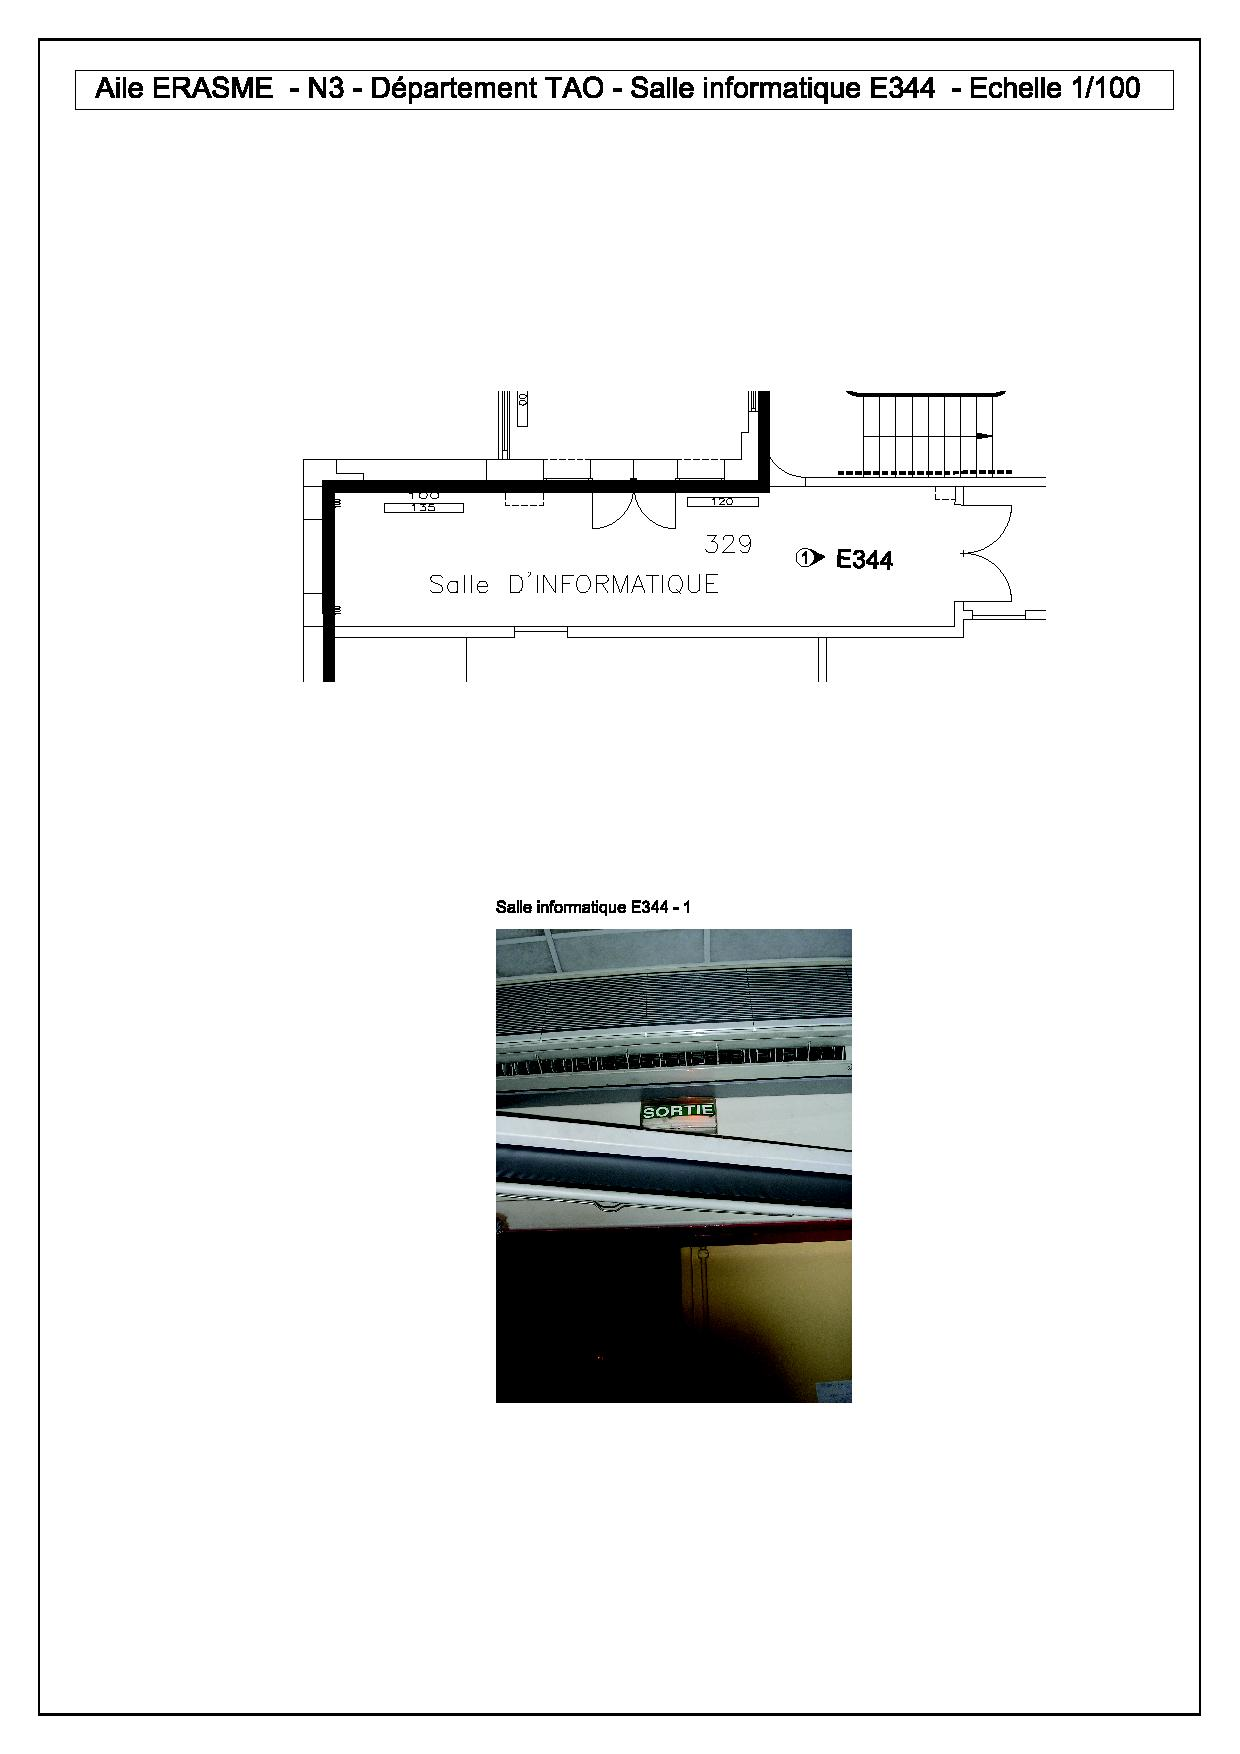 Aile ERASME - N3 - Département TAO - Salle informatique E344 - Echelle 1/100
00
100
135
120
329
1 E344
Salle D'INFORMATIQUE
Salle informatique E344 - 1
SORTIE